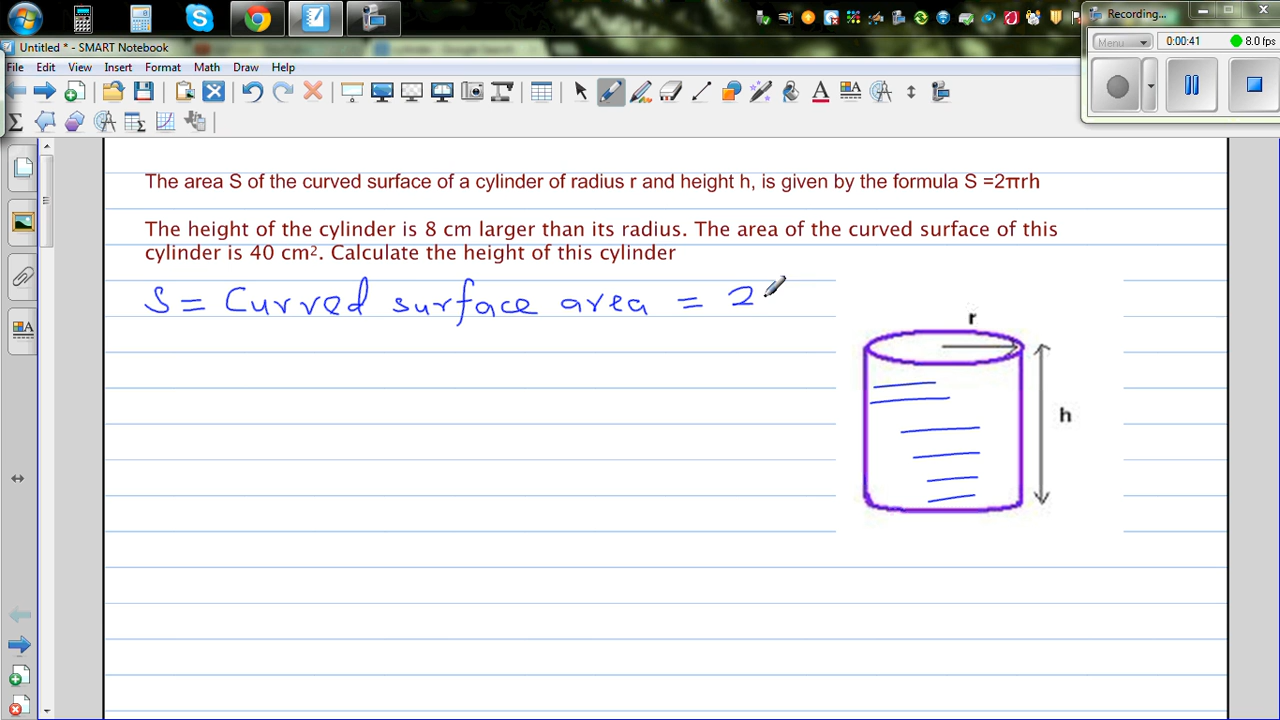 Recording...
Untitled * - SMART Notebook
Menu
0:00:41
8.0 fps
File Edit View Insert Format Math Draw Help
The area S of the curved surface of a cylinder of radius r and height h, is given by the formula S =2πrh
The height of the cylinder is 8 cm larger than its radius. The area of the curved surface of this
cylinder is 40 cm². Calculate the height of this cylinder
S = Curved surface area = 2
r
h